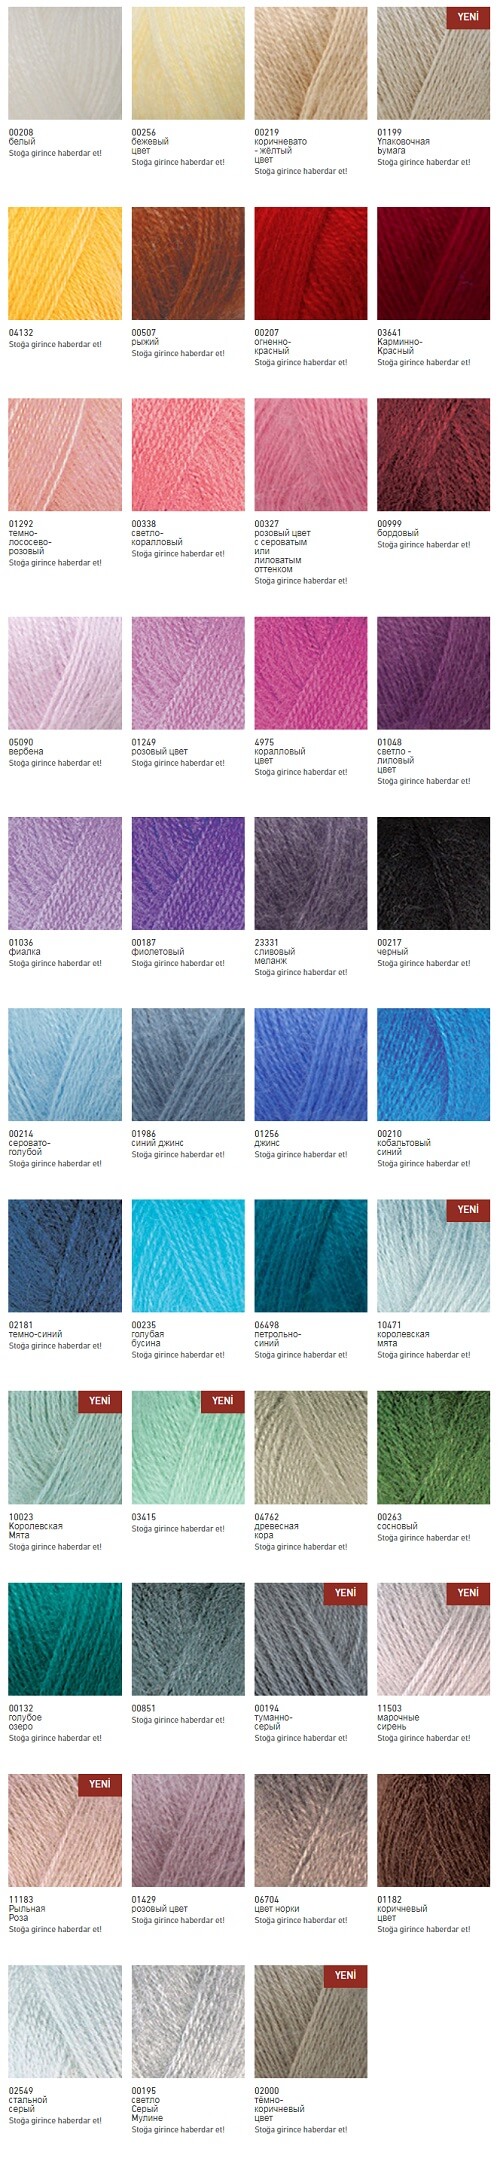 YENİ
00208
белый
Stoğa girince haberdar et!
00256
бежевый
цвет
Stoğa girince haberdar et!
00219
коричневато
- жёлтый
цвет
Stoğa girince haberdar et!
01199
Упаковочная
Бумага
Stoğa girince haberdar et!
04132
Stoğa girince haberdar et!
00507
рыжий
Stoğa girince haberdar et!
00207
огненно-
красный
Stoğa girince haberdar et!
03641
Карминно-
Красный
Stoğa girince haberdar et!
01292
темно-
лососево-
розовый
Stoğa girince haberdar et!
00338
светло-
коралловый
Stoğa girince haberdar et!
00327
розовый цвет
с сероватым
или
лиловатым
оттенком
Stoğa girince haberdar et!
00999
бордовый
Stoğa girince haberdar et!
05090
вербена
Stoğa girince haberdar et!
01249
розовый цвет
Stoğa girince haberdar et!
4975
коралловый
цвет
Stoğa girince haberdar et!
01048
светло -
лиловый
цвет
Stoğa girince haberdar et!
01036
фиалка
Stoğa girince haberdar et!
00187
фиолетовый
Stoğa girince haberdar et!
23331
сливовый
меланж
Stoğa girince haberdar et!
00217
черный
Stoğa girince haberdar et!
00214
серовато-
голубой
Stoğa girince haberdar et!
01986
синий джинс
Stoğa girince haberdar et!
01256
джинс
Stoğa girince haberdar et!
00210
кобальтовый
синий
Stoğa girince haberdar et!
YENİ
02181
темно-синий
Stoğa girince haberdar et!
00235
голубая
бусина
Stoğa girince haberdar et!
06498
петрольно-
синий
Stoğa girince haberdar et!
10471
королевская
мята
Stoğa girince haberdar et!
YENİ
YENİ
10023
Королевская
Мята
Stoğa girince haberdar et!
03415
Stoğa girince haberdar et!
04762
древесная
кора
Stoğa girince haberdar et!
00263
сосновый
Stoğa girince haberdar et!
YENİ
YENİ
00132
голубое
озеро
Stoğa girince haberdar et!
00851
Stoğa girince haberdar et!
00194
туманно-
серый
Stoğa girince haberdar et!
11503
марочные
сирень
Stoğa girince haberdar et!
YENİ
11183
Рыльная
Роза
Stoğa girince haberdar et!
01429
розовый цвет
Stoğa girince haberdar et!
06704
цвет норки
Stoğa girince haberdar et!
01182
коричневый
цвет
Stoğa girince haberdar et!
YENİ
02549
стальной
серый
Stoğa girince haberdar et!
00195
светло
Серый
Мулине
Stoğa girince haberdar et!
02000
тёмно-
коричневый
цвет
Stoğa girince haberdar et!